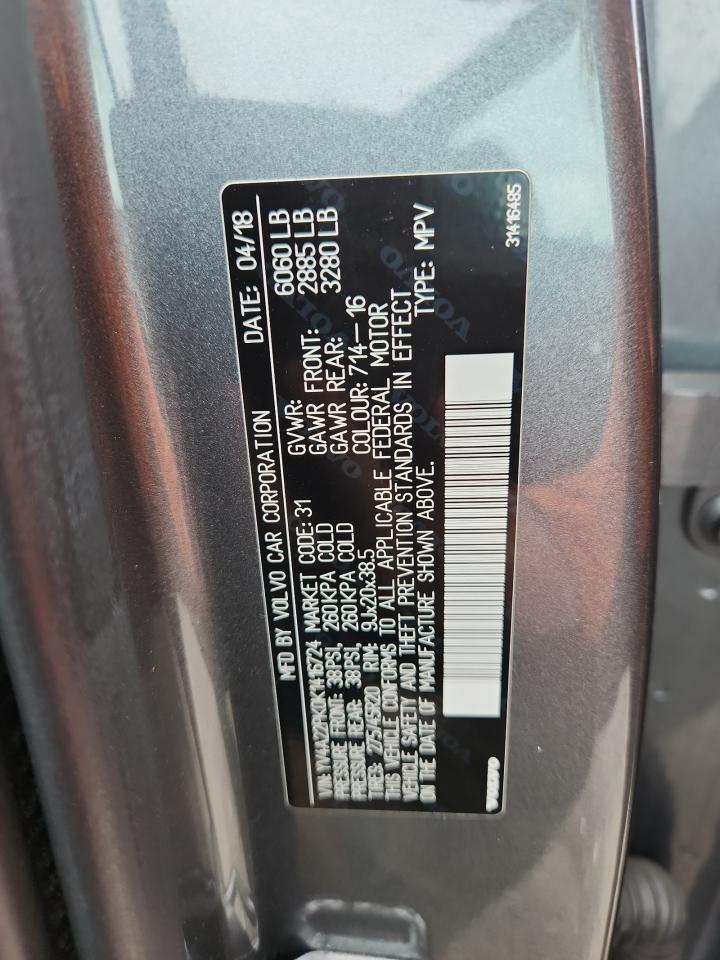 MFD BY VOLVO CAR CORPORATION DATE: 04/18
VIN: YV4A22PK0K1416724 MARKET CODE: 31 GVWR: 6060 LB
PRESSURE FRONT: 38PSI, 260KPA COLD GAWR FRONT: 2885 LB
PRESSURE REAR: 38PSI, 260KPA COLD GAWR REAR: 3280 LB
TIRES: 275/45R20 RIM: 9Jx20x38.5 COLOUR: 714—16
THIS VEHICLE CONFORMS TO ALL APPLICABLE FEDERAL MOTOR
VEHICLE SAFETY AND THEFT PREVENTION STANDARDS IN EFFECT
ON THE DATE OF MANUFACTURE SHOWN ABOVE. TYPE: MPV
VOLVO
31416485